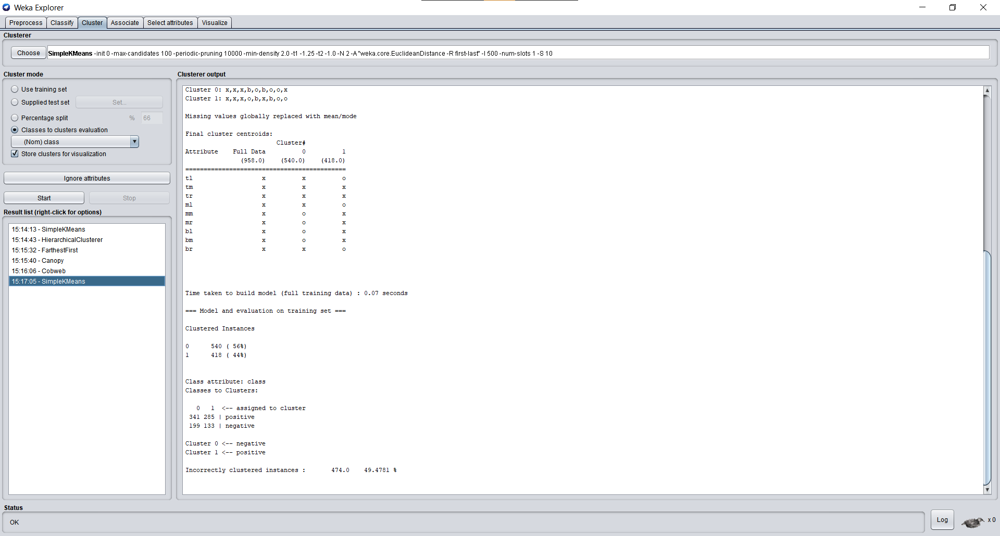 Weka Explorer
Preprocess Classify Cluster Associate Select attributes Visualize
Clusterer
Choose SimpleKMeans -init 0 -max-candidates 100 -periodic-pruning 10000 -min-density 2.0 -t1 -1.25 -t2 -1.0 -N 2 -A "weka.core.EuclideanDistance -R first-last" -I 500 -num-slots 1 -S 10
Cluster mode
Use training set
Supplied test set Set...
Percentage split % 66
Classes to clusters evaluation
(Nom) class
Store clusters for visualization
Ignore attributes
Start Stop
Result list (right-click for options)
15:14:13 - SimpleKMeans
15:14:43 - HierarchicalClusterer
15:15:32 - FarthestFirst
15:15:40 - Canopy
15:16:06 - Cobweb
15:17:05 - SimpleKMeans
Clusterer output
Cluster 0: x,x,x,b,o,b,o,o,x
Cluster 1: x,x,x,o,b,x,b,o,o
Missing values globally replaced with mean/mode
Final cluster centroids:
Cluster#
Attribute Full Data 0 1
(958.0) (540.0) (418.0)
============================================
tl x x o
tm x x x
tr x x x
ml x x o
mm x o x
mr x o x
bl x o x
bm x o x
br x x o
Time taken to build model (full training data) : 0.07 seconds
=== Model and evaluation on training set ===
Clustered Instances
0 540 ( 56%)
1 418 ( 44%)
Class attribute: class
Classes to Clusters:
0 1 <-- assigned to cluster
341 285 | positive
199 133 | negative
Cluster 0 <-- negative
Cluster 1 <-- positive
Incorrectly clustered instances : 474.0 49.4781 %
Status
OK
Log x 0